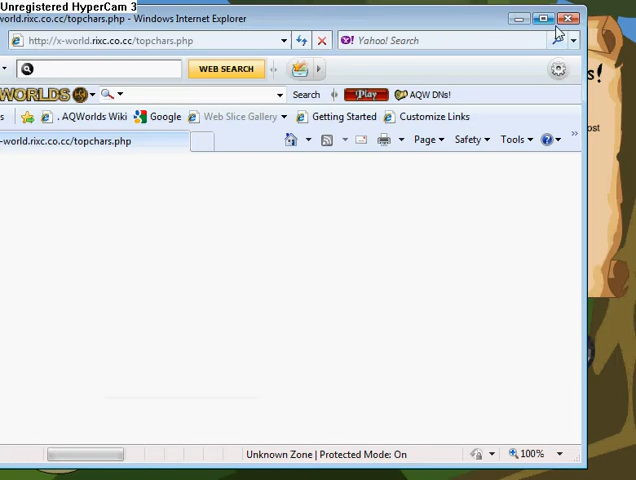 Unregistered HyperCam 3
world.rixc.co.cc/topchars.php - Windows Internet Explorer
http://x-world.rixc.co.cc/topchars.php
Yahoo! Search
s!
WEB SEARCH
WORLDS
Search
Play
AQW DNs!
s
. AQWorlds Wiki
Google
Web Slice Gallery
Getting Started
Customize Links
ost
-world.rixc.co.cc/topchars.php
Page
Safety
Tools
Unknown Zone | Protected Mode: On
100%